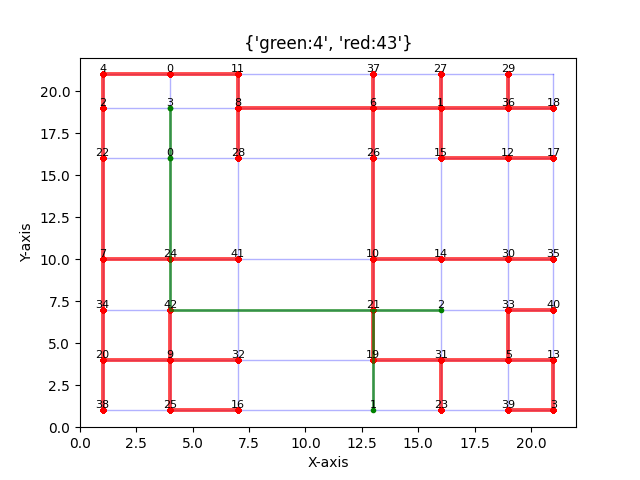 {'green:4', 'red:43'}
4 0 11 37 27 29
2 3 8 6 1 36 18
22 0 28 26 15 12 17
7 24 41 10 14 30 35
34 42 21 2 33 40
20 9 32 19 31 5 13
38 25 16 1 23 39 3
20.0
17.5
15.0
12.5
10.0
7.5
5.0
2.5
0.0
Y-axis
0.0 2.5 5.0 7.5 10.0 12.5 15.0 17.5 20.0
X-axis